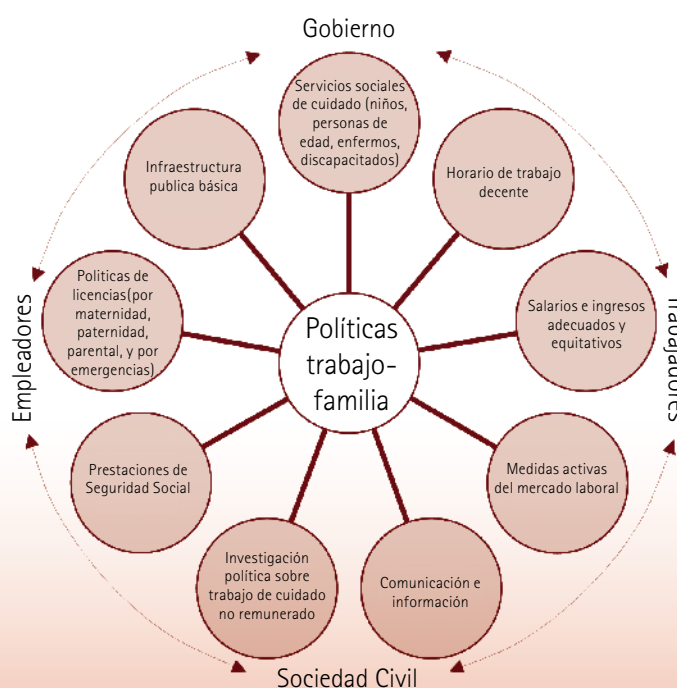 Gobierno
Servicios sociales
de cuidado (niños,
personas de
edad, enfermos,
discapacitados)
Infraestructura
publica básica
Horario de trabajo
decente
Politicas de
licencias(por
maternidad,
paternidad,
parental, y por
emergencias)
Salarios e ingresos
adecuados y
equitativos
Empleadores
Trabajadores
Políticas
trabajo-
familia
Prestaciones de
Seguridad Social
Medidas activas
del mercado laboral
Investigación
política sobre
trabajo de cuidado
no remunerado
Comunicación e
información
Sociedad Civil